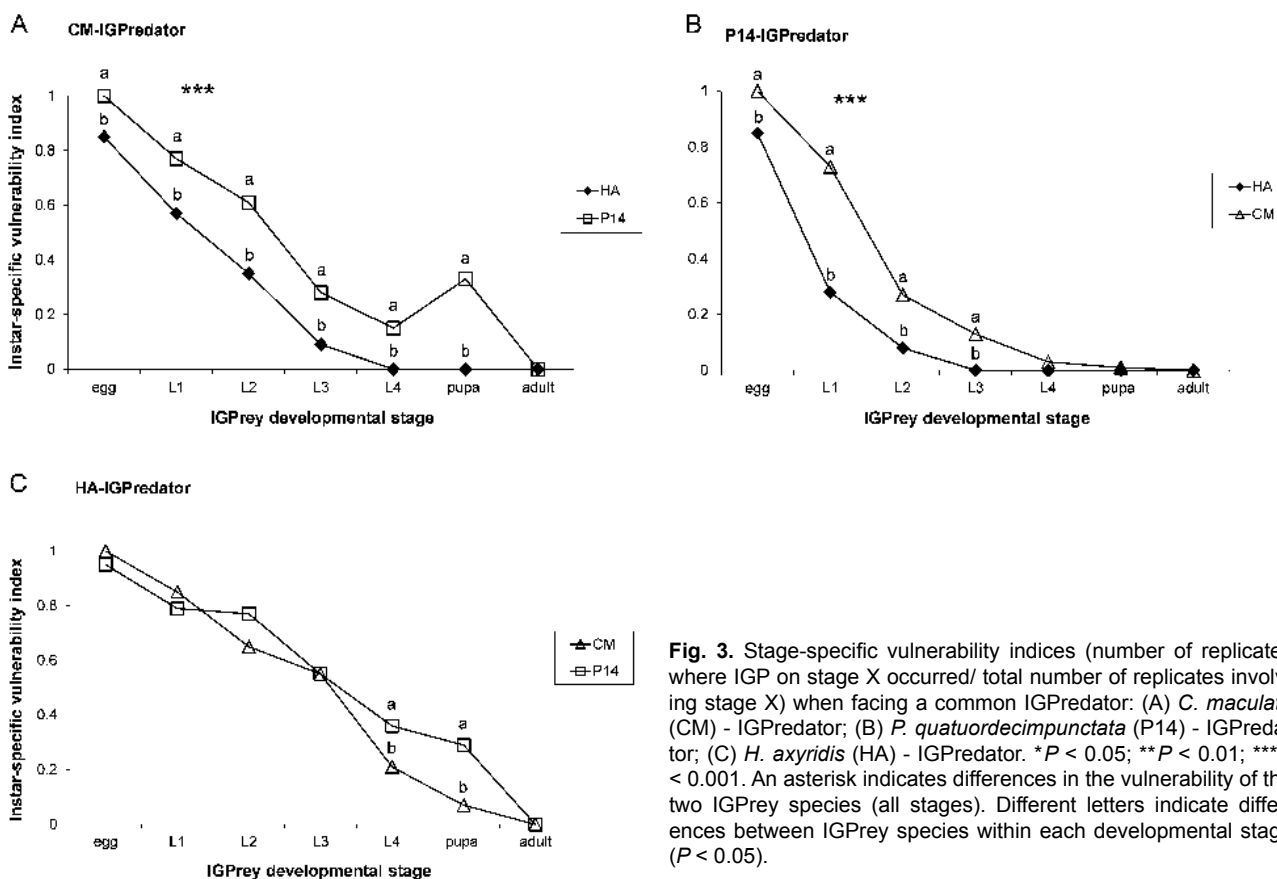 A
CM-IGPredator
Instar-specific vulnerability index
1
0.8
0.6
0.4
0.2
0
a
b
***
a
b
a
b
a
b
a
b
a
b
egg L1 L2 L3 L4 pupa adult
IGPrey developmental stage
HA
P14
B
P14-IGPredator
1
0.8
0.6
0.4
0.2
0
a
b
***
a
b
a
b
a
b
egg L1 L2 L3 L4 pupa adult
IGPrey developmental stage
HA
CM
C
HA-IGPredator
Instar-specific vulnerability index
1
0.8
0.6
0.4
0.2
0
a
b
a
b
egg L1 L2 L3 L4 pupa adult
IGPrey developmental stage
CM
P14
Fig. 3. Stage-specific vulnerability indices (number of replicate
where IGP on stage X occurred/ total number of replicates involv
ing stage X) when facing a common IGPredator: (A) C. maculat
(CM) - IGPredator; (B) P. quatuordecimpunctata (P14) - IGPreda
tor; (C) H. axyridis (HA) - IGPredator. *P < 0.05; **P < 0.01; ***
< 0.001. An asterisk indicates differences in the vulnerability of th
two IGPrey species (all stages). Different letters indicate differ
ences between IGPrey species within each developmental stag
(P < 0.05).